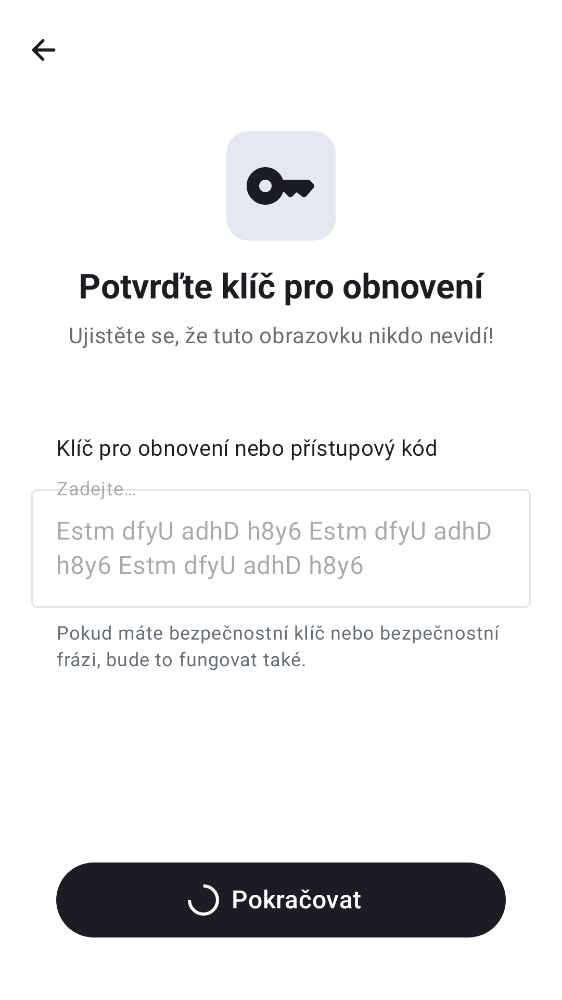 Potvrďte klíč pro obnovení
Ujistěte se, že tuto obrazovku nikdo nevidí!
Klíč pro obnovení nebo přístupový kód
Zadejte…
Estm dfyU adhD h8y6 Estm dfyU adhD
h8y6 Estm dfyU adhD h8y6
Pokud máte bezpečnostní klíč nebo bezpečnostní
frázi, bude to fungovat také.
Pokračovat